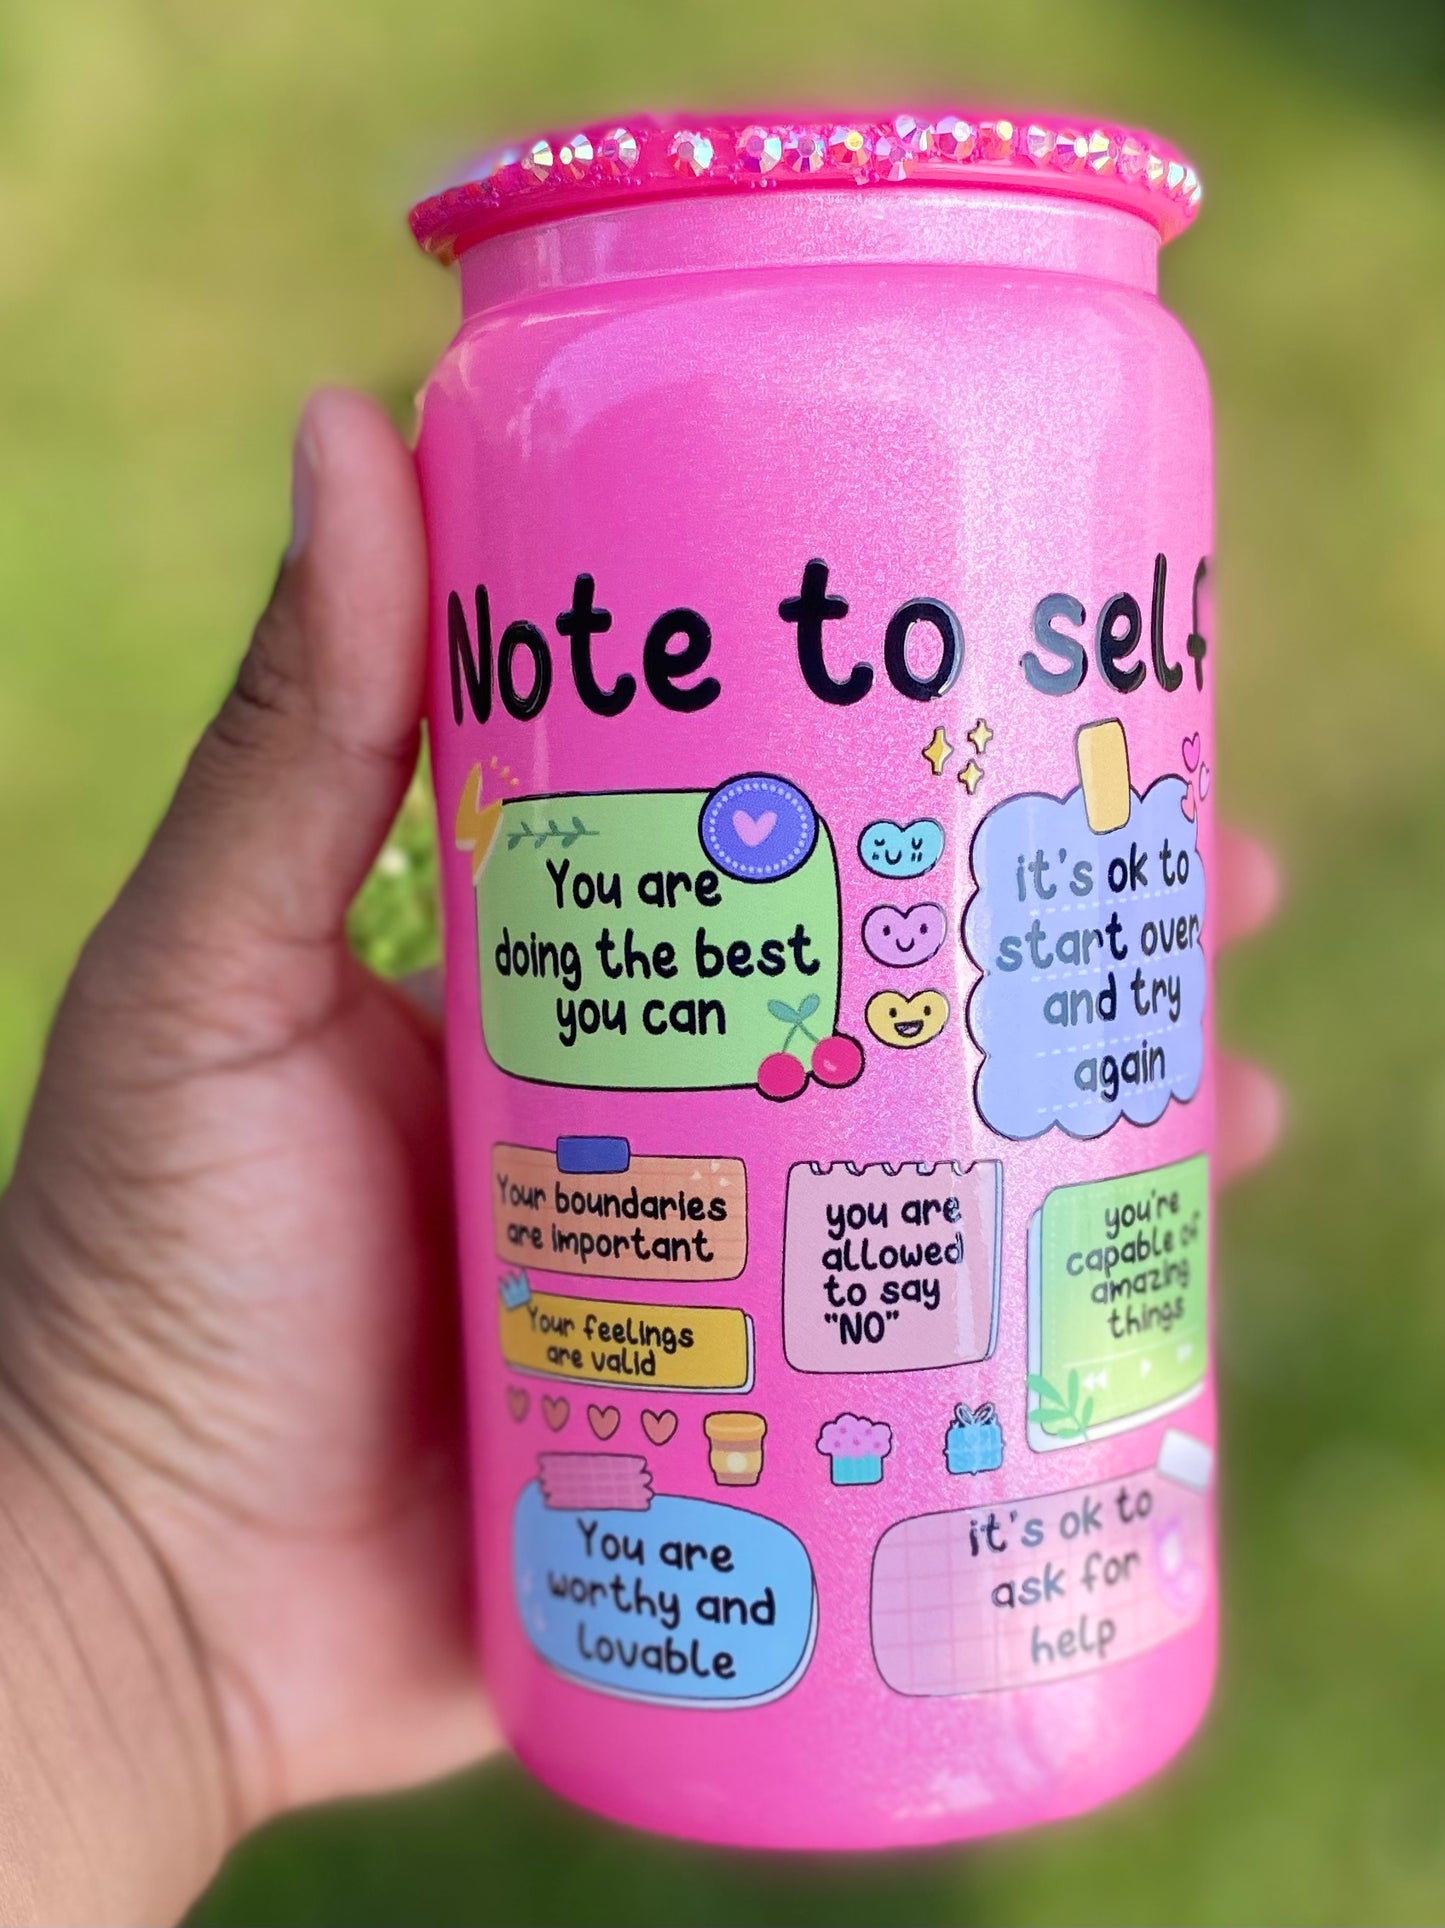 Note to self
You are
doing the best
you can
it's ok to
start over
and try
again
Your boundaries
are important
you are
allowed
to say
"NO"
you're
capable of
amazing
things
Your feelings
are valid
You are
worthy and
lovable
it's ok to
ask for
help